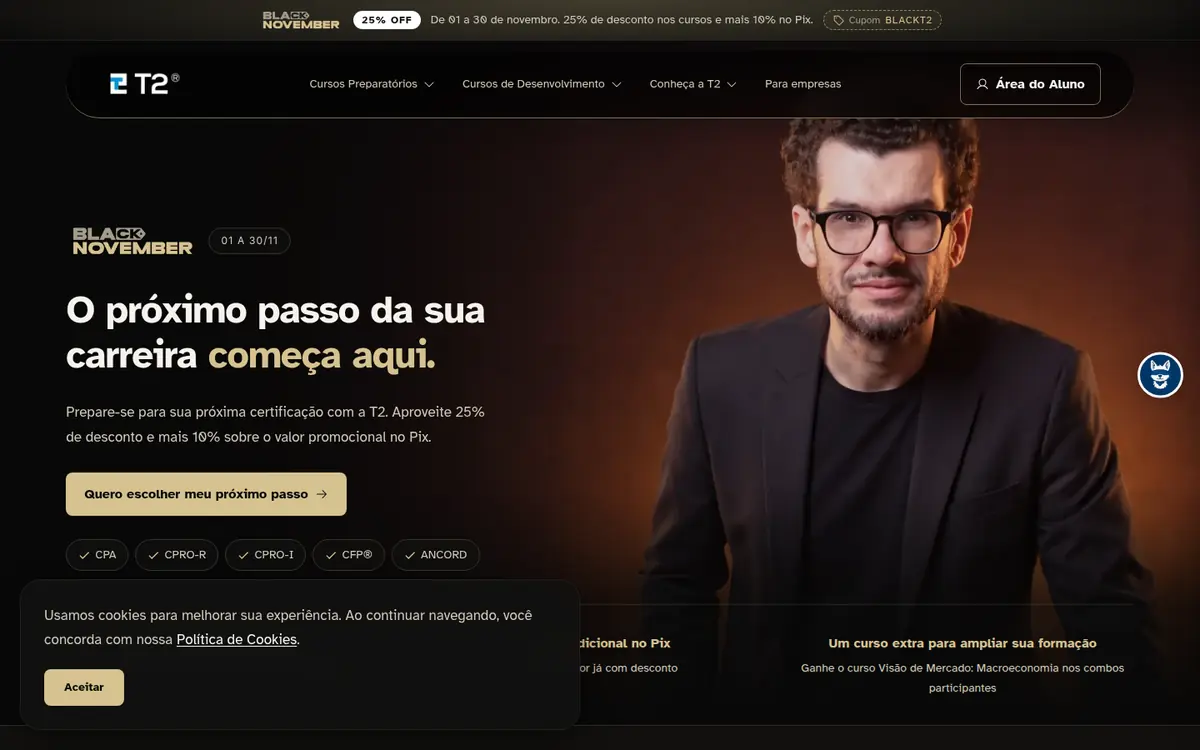 BLACK
NOVEMBER
25% OFF
De 01 a 30 de novembro. 25% de desconto nos cursos e mais 10% no Pix.
Cupom BLACKT2
T2®
Cursos Preparatórios
Cursos de Desenvolvimento
Conheça a T2
Para empresas
Área do Aluno
BLACK
NOVEMBER
01 A 30/11
O próximo passo da sua
carreira começa aqui.
Prepare-se para sua próxima certificação com a T2. Aproveite 25%
de desconto e mais 10% sobre o valor promocional no Pix.
Quero escolher meu próximo passo
CPA
CPRO-R
CPRO-I
CFP®
ANCORD
Usamos cookies para melhorar sua experiência. Ao continuar navegando, você
concorda com nossa Política de Cookies.
Aceitar
no Pix
já com desconto
Um curso extra para ampliar sua formação
Ganhe o curso Visão de Mercado: Macroeconomia nos combos
participantes